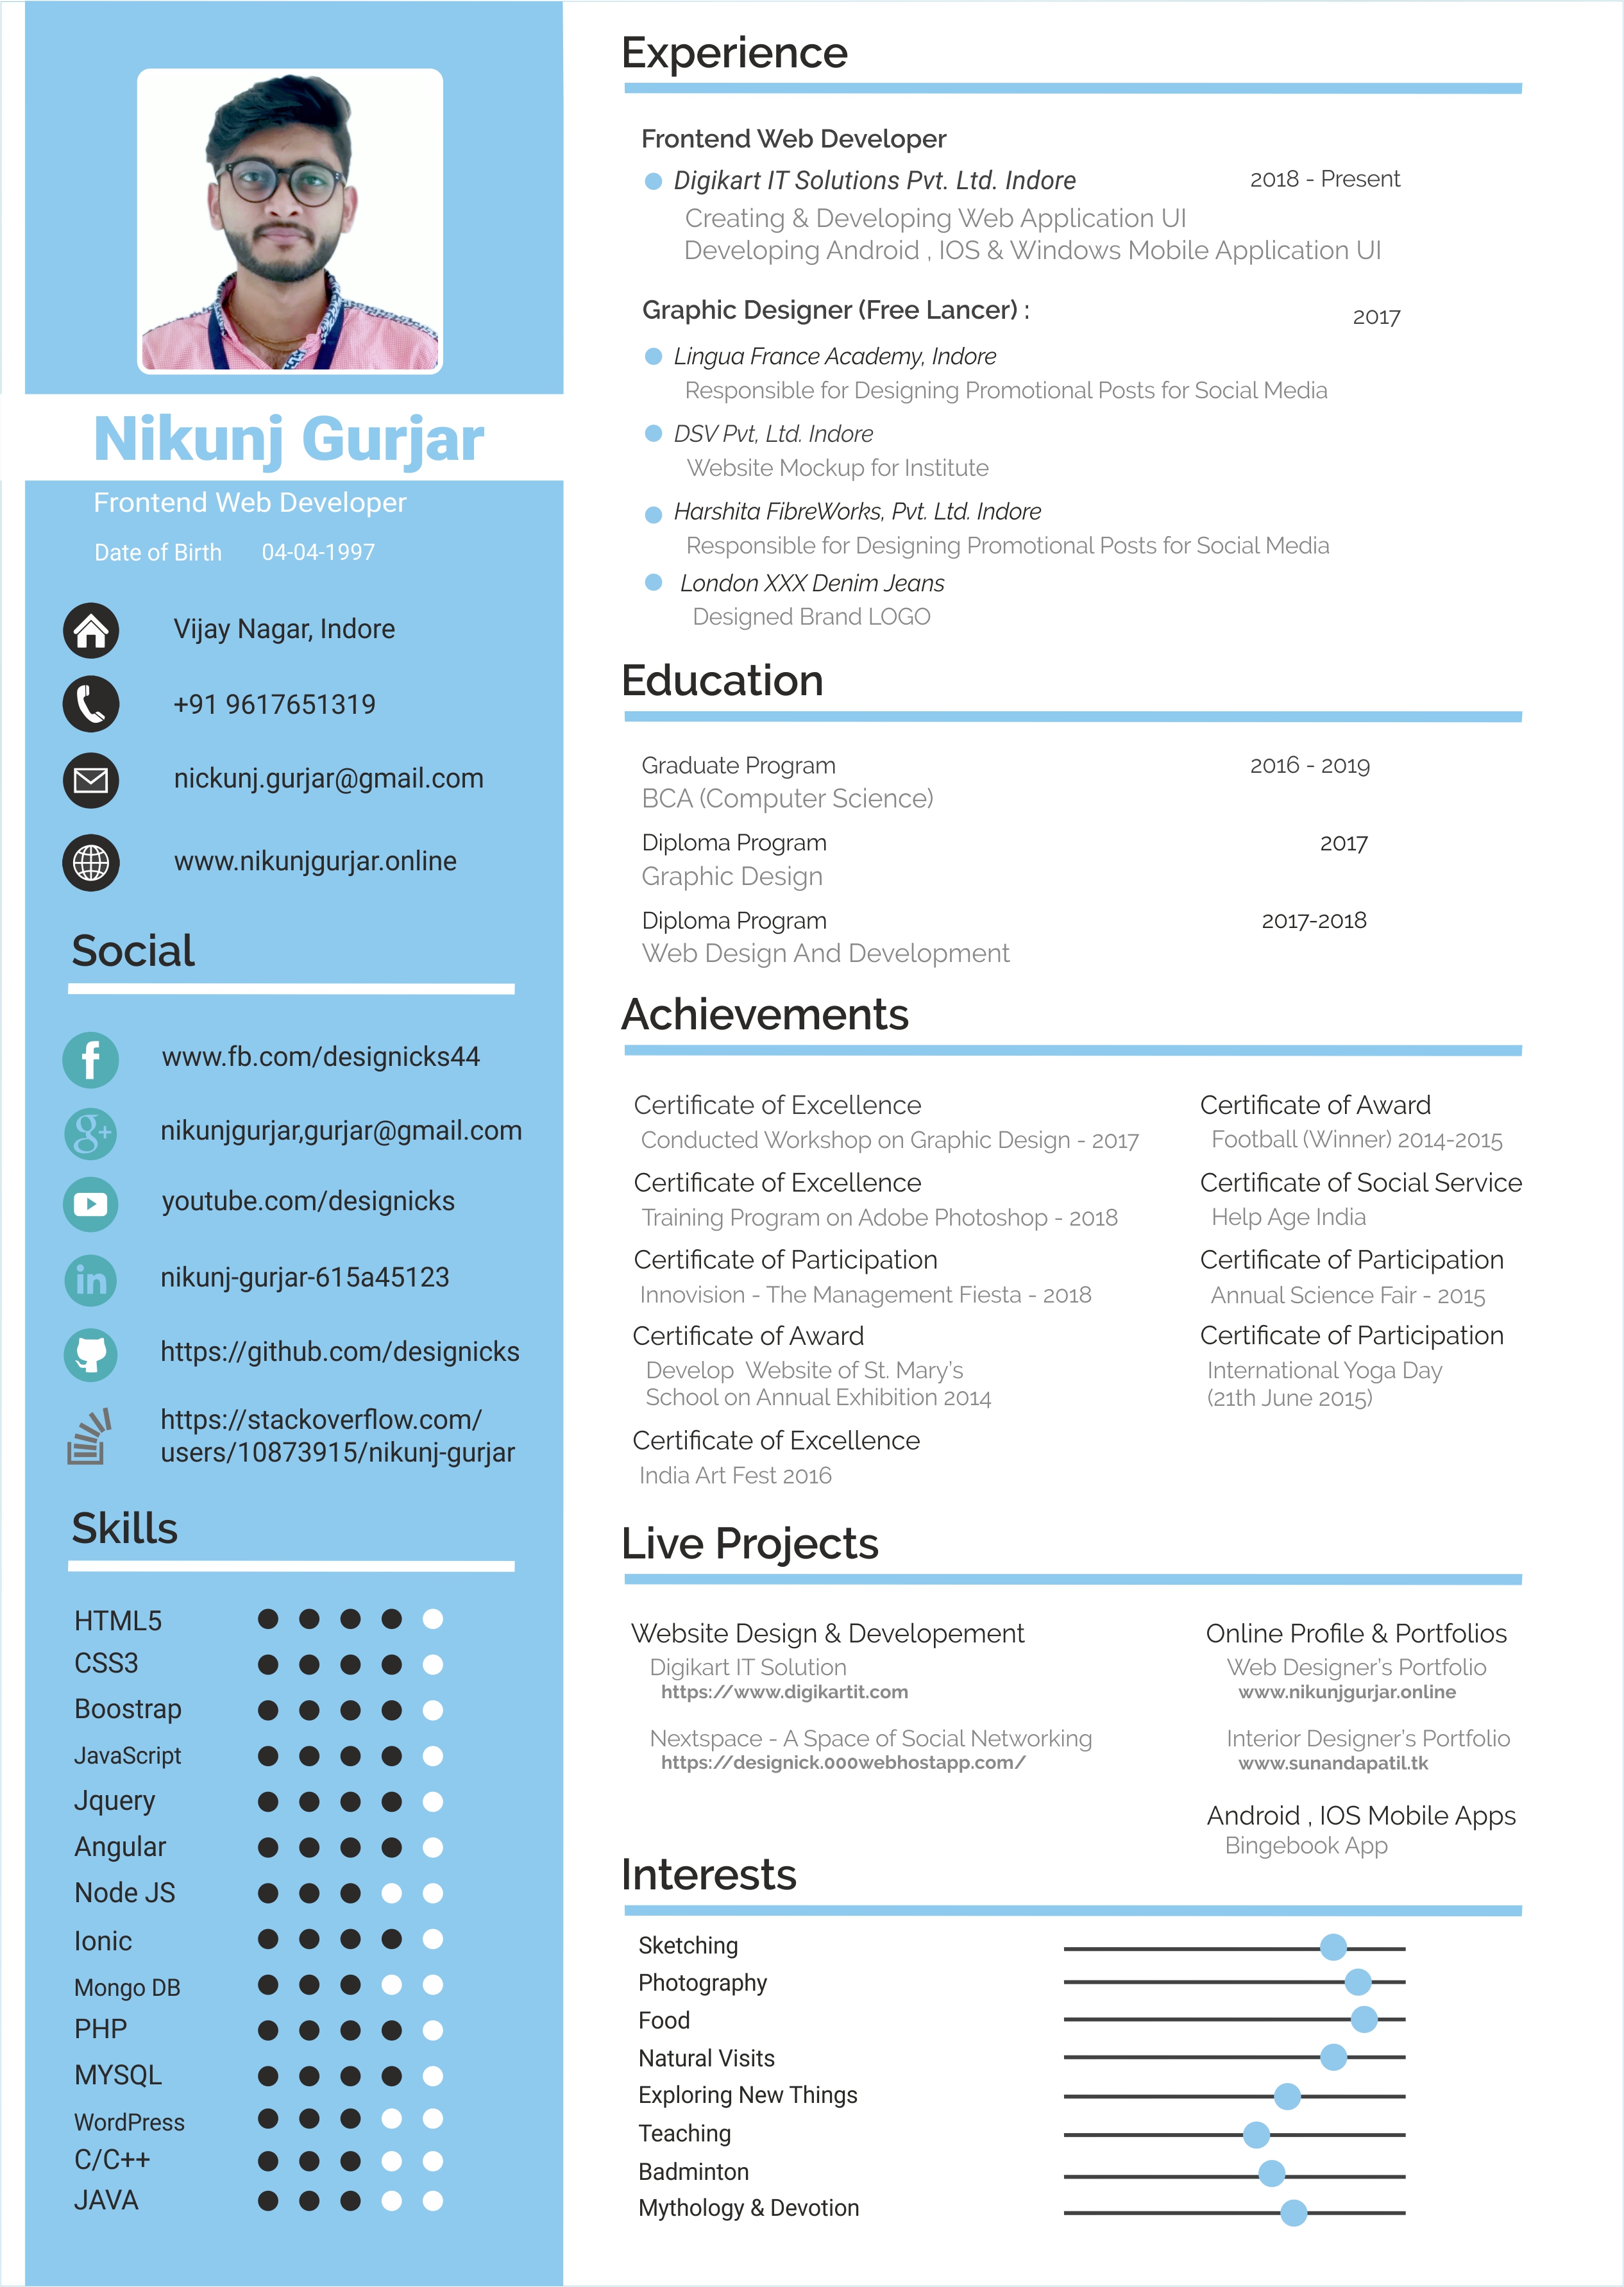 Nikunj Gurjar
Frontend Web Developer
Date of Birth 04-04-1997
Vijay Nagar, Indore
+91 9617651319
nickunj.gurjar@gmail.com
www.nikunjgurjar.online
Social
f www.fb.com/designicks44
g+ nikunjgurjar,gurjar@gmail.com
youtube.com/designicks
in nikunj-gurjar-615a45123
https://github.com/designicks
https://stackoverflow.com/
users/10873915/nikunj-gurjar
Skills
HTML5
CSS3
Boostrap
JavaScript
Jquery
Angular
Node JS
Ionic
Mongo DB
PHP
MYSQL
WordPress
C/C++
JAVA
Experience
Frontend Web Developer
Digikart IT Solutions Pvt. Ltd. Indore 2018 - Present
Creating & Developing Web Application UI
Developing Android , IOS & Windows Mobile Application UI
Graphic Designer (Free Lancer) : 2017
Lingua France Academy, Indore
Responsible for Designing Promotional Posts for Social Media
DSV Pvt, Ltd. Indore
Website Mockup for Institute
Harshita FibreWorks, Pvt. Ltd. Indore
Responsible for Designing Promotional Posts for Social Media
London XXX Denim Jeans
Designed Brand LOGO
Education
Graduate Program 2016 - 2019
BCA (Computer Science)
Diploma Program 2017
Graphic Design
Diploma Program 2017-2018
Web Design And Development
Achievements
Certificate of Excellence
Conducted Workshop on Graphic Design - 2017
Certificate of Excellence
Training Program on Adobe Photoshop - 2018
Certificate of Participation
Innovision - The Management Fiesta - 2018
Certificate of Award
Develop Website of St. Mary's
School on Annual Exhibition 2014
Certificate of Excellence
India Art Fest 2016
Certificate of Award
Football (Winner) 2014-2015
Certificate of Social Service
Help Age India
Certificate of Participation
Annual Science Fair - 2015
Certificate of Participation
International Yoga Day
(21th June 2015)
Live Projects
Website Design & Developement
Digikart IT Solution
https://www.digikartit.com
Nextspace - A Space of Social Networking
https://designick.000webhostapp.com/
Online Profile & Portfolios
Web Designer's Portfolio
www.nikunjgurjar.online
Interior Designer's Portfolio
www.sunandapatil.tk
Android , IOS Mobile Apps
Bingebook App
Interests
Sketching
Photography
Food
Natural Visits
Exploring New Things
Teaching
Badminton
Mythology & Devotion